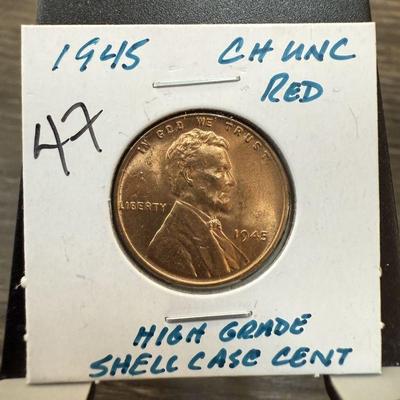 1945 CH UNC
RED
47
IN GOD WE TRUST
LIBERTY
1945
HIGH GRADE
SHELL CASE CENT